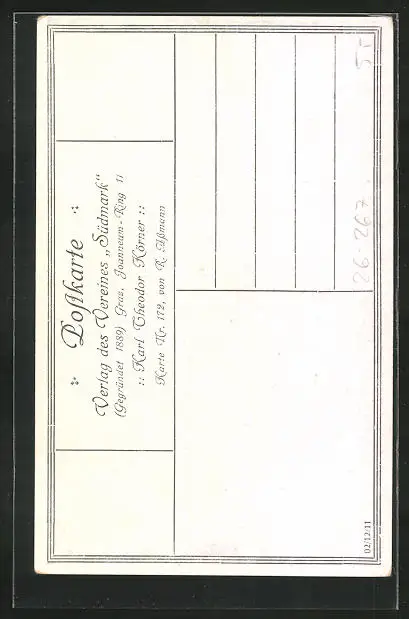 Postkarte
Verlag des Vereines „Südmark“
(Gegründet 1889) Graz, Joanneum-Ring 11
:: Karl Theodor Körner ::
Karte Nr. 172, von R. Aßmann
5.-
26-267.
02/12/11